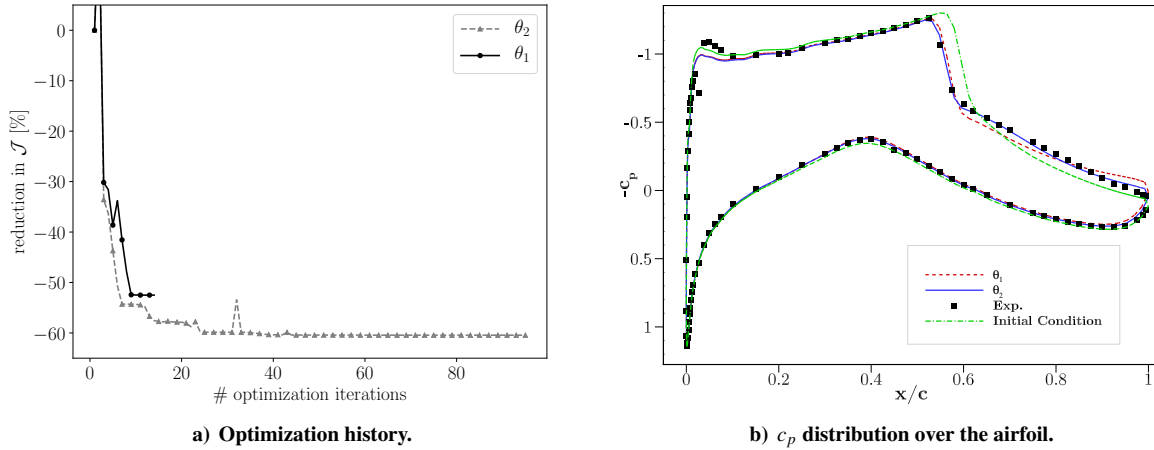 0
−10
−20
−30
−40
−50
−60
reduction in 𝒥 [%]
0
20
40
60
80
# optimization iterations
θ₂
θ₁
a) Optimization history.
-1
-0.5
0
0.5
1
-cₚ
0
0.2
0.4
0.6
0.8
1
x/c
θ₁
θ₂
Exp.
Initial Condition
b) cₚ distribution over the airfoil.